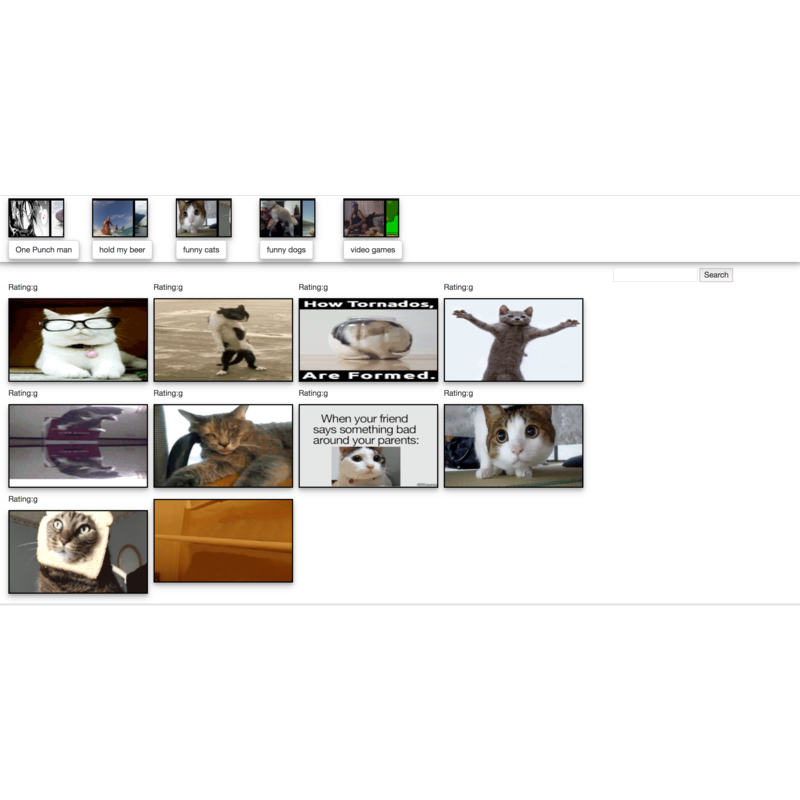 One Punch man
hold my beer
funny cats
funny dogs
video games
Search
Rating:g
Rating:g
Rating:g
Rating:g
How Tornados,
Are Formed.
Rating:g
Rating:g
Rating:g
Rating:g
When your friend
says something bad
around your parents:
Rating:g